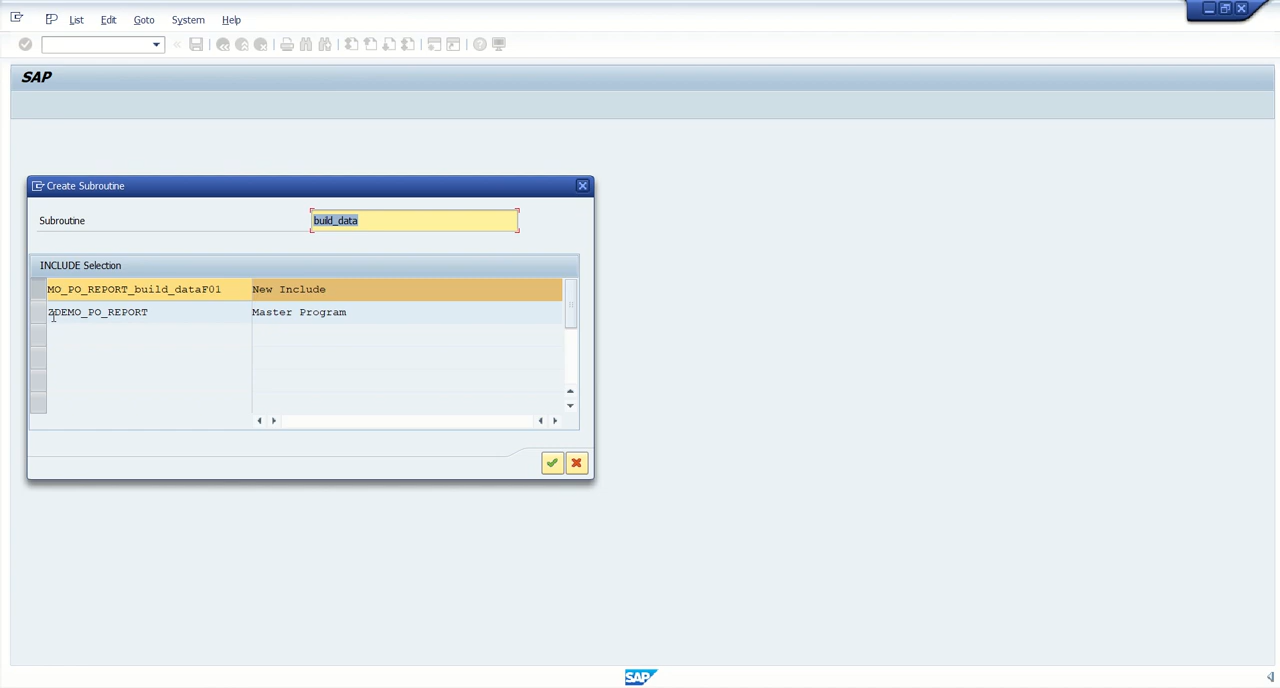 List Edit Goto System Help
SAP
Create Subroutine
Subroutine build_data
INCLUDE Selection
MO_PO_REPORT_build_dataF01 New Include
ZDEMO_PO_REPORT Master Program
SAP